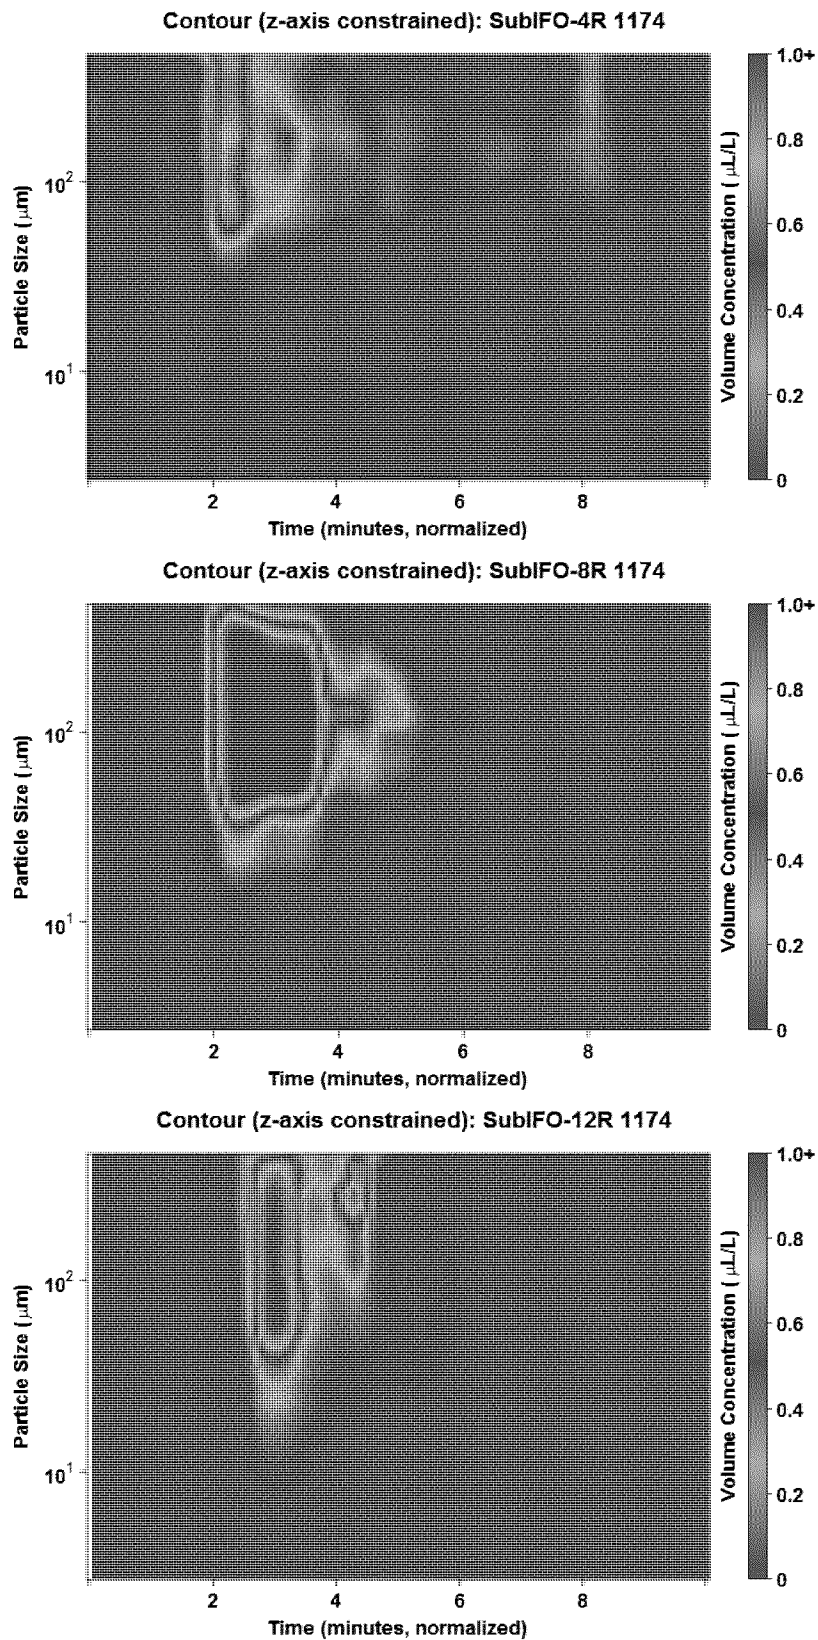 Contour (z-axis constrained): SubIFO-4R 1174
1.0+
0.8
0.6
0.4
0.2
0
Volume Concentration ( μL/L)
Particle Size (μm)
10²
10¹
2 4 6 8
Time (minutes, normalized)
Contour (z-axis constrained): SubIFO-8R 1174
1.0+
0.8
0.6
0.4
0.2
0
Volume Concentration ( μL/L)
Particle Size (μm)
10²
10¹
2 4 6 8
Time (minutes, normalized)
Contour (z-axis constrained): SubIFO-12R 1174
1.0+
0.8
0.6
0.4
0.2
0
Volume Concentration ( μL/L)
Particle Size (μm)
10²
10¹
2 4 6 8
Time (minutes, normalized)